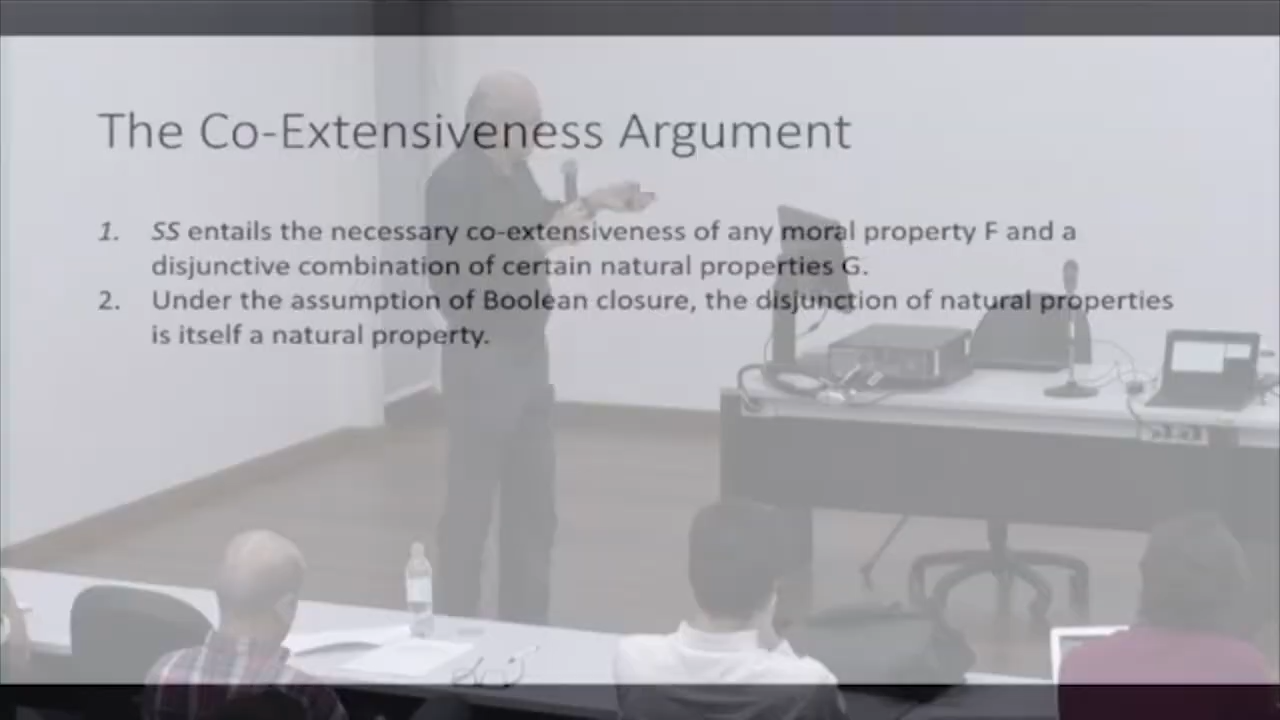 The Co-Extensiveness Argument
1. SS entails the necessary co-extensiveness of any moral property F and a
disjunctive combination of certain natural properties G.
2. Under the assumption of Boolean closure, the disjunction of natural properties
is itself a natural property.